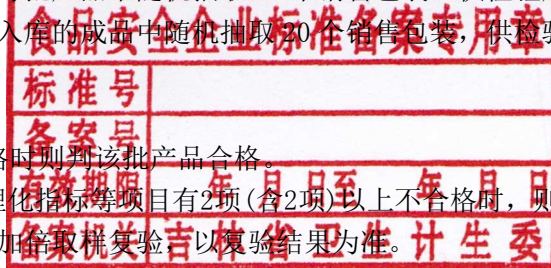 入库的成品中随机抽取20个销售包装，供检验
食品安全企业标准备案专用章
标准号
备案号
格时则判该批产品合格。
有效期限 年 月 日至 年 月 日
理化指标等项目有2项(含2项)以上不合格时，则
加倍取样复验，以复验结果为准。
备案机关 吉林省卫生计生委